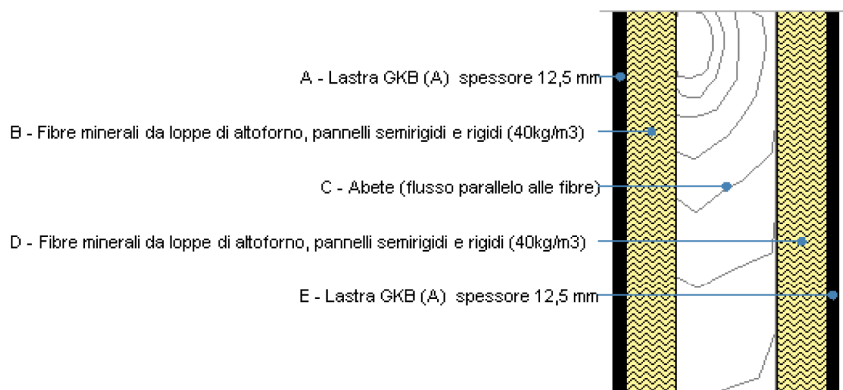 A - Lastra GKB (A) spessore 12,5 mm
B - Fibre minerali da loppe di altoforno, pannelli semirigidi e rigidi (40kg/m3)
C - Abete (flusso parallelo alle fibre)
D - Fibre minerali da loppe di altoforno, pannelli semirigidi e rigidi (40kg/m3)
E - Lastra GKB (A) spessore 12,5 mm